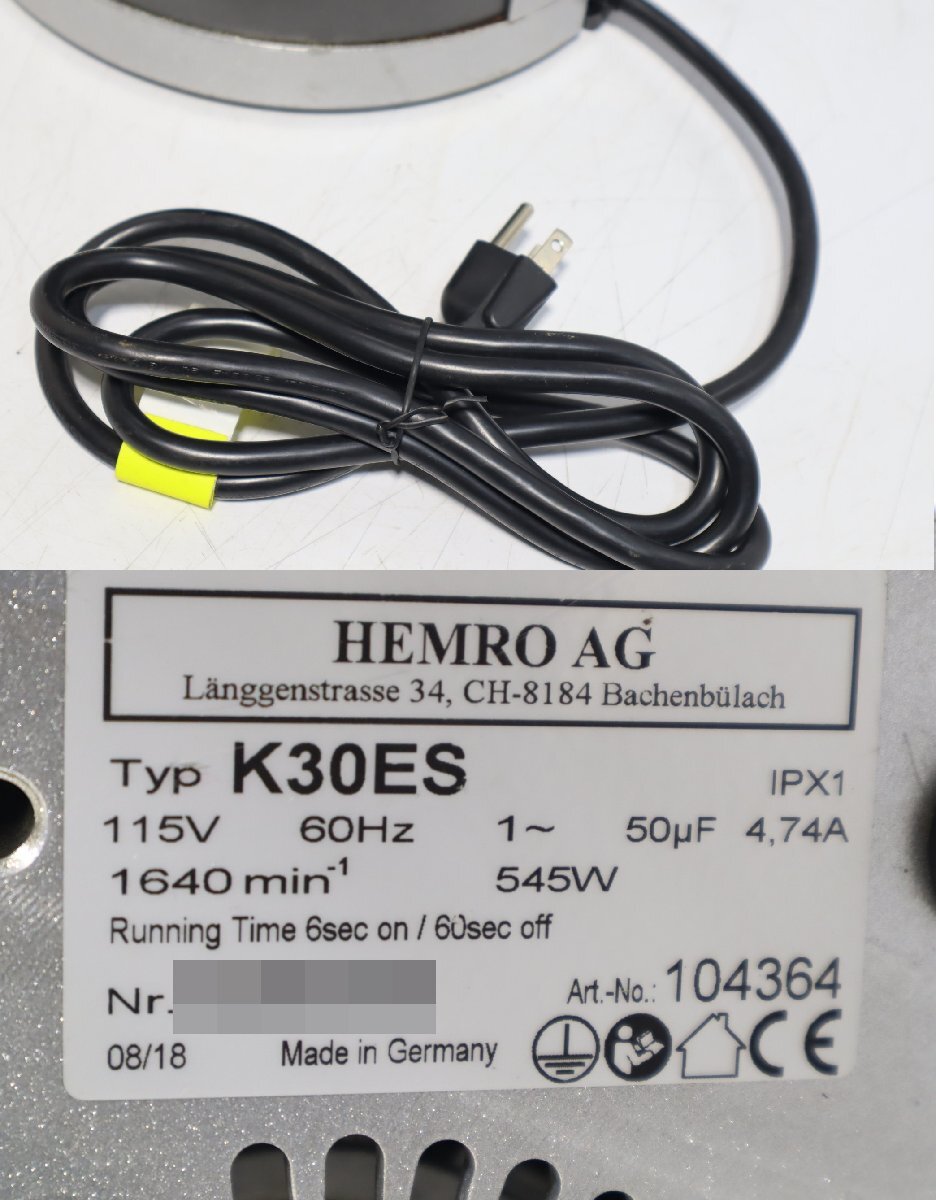 HEMRO AG
Länggenstrasse 34, CH-8184 Bachenbülach
Typ K30ES IPX1
115V 60Hz 1~ 50µF 4,74A
1640 min-1 545W
Running Time 6sec on / 60sec off
Nr. Art.-No.: 104364
08/18 Made in Germany CE